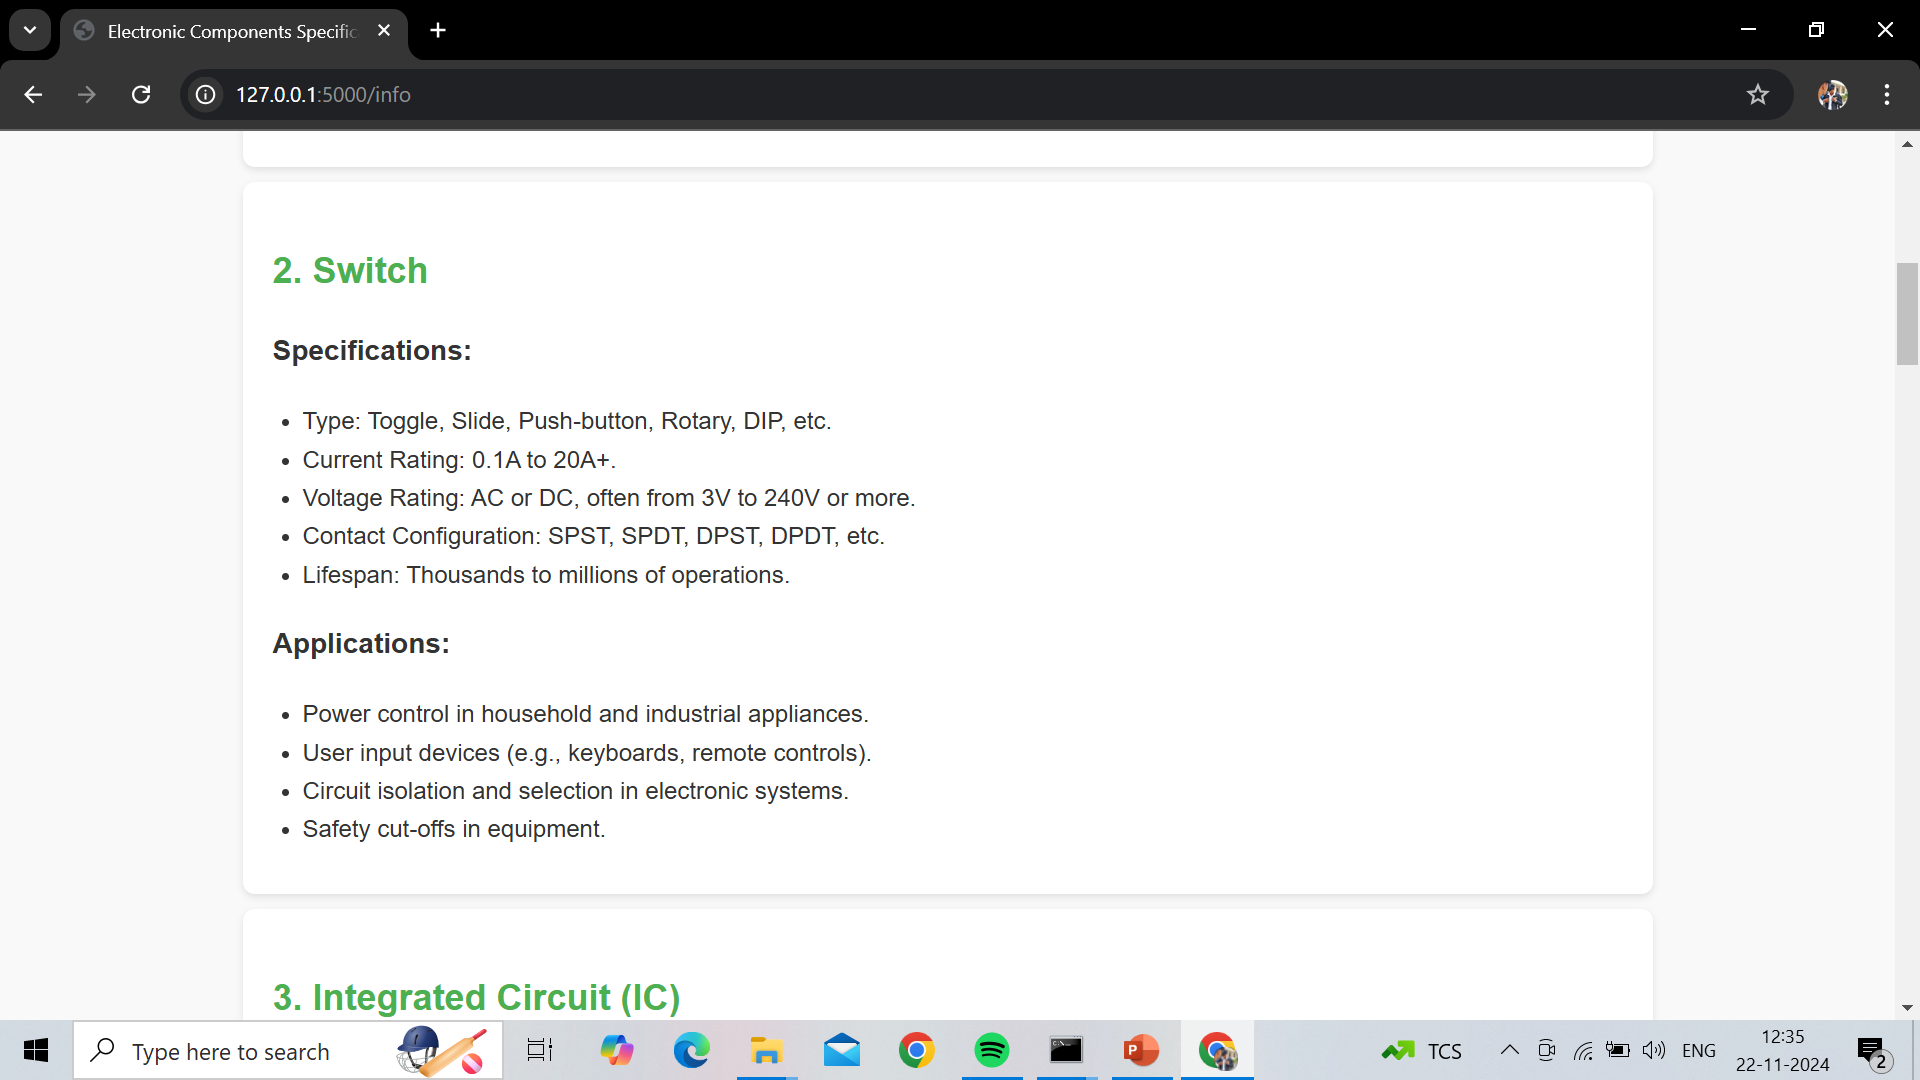 Electronic Components Specific
127.0.0.1:5000/info
2. Switch
Specifications:
• Type: Toggle, Slide, Push-button, Rotary, DIP, etc.
• Current Rating: 0.1A to 20A+.
• Voltage Rating: AC or DC, often from 3V to 240V or more.
• Contact Configuration: SPST, SPDT, DPST, DPDT, etc.
• Lifespan: Thousands to millions of operations.
Applications:
• Power control in household and industrial appliances.
• User input devices (e.g., keyboards, remote controls).
• Circuit isolation and selection in electronic systems.
• Safety cut-offs in equipment.
3. Integrated Circuit (IC)
Type here to search
TCS
ENG
12:35
22-11-2024
2